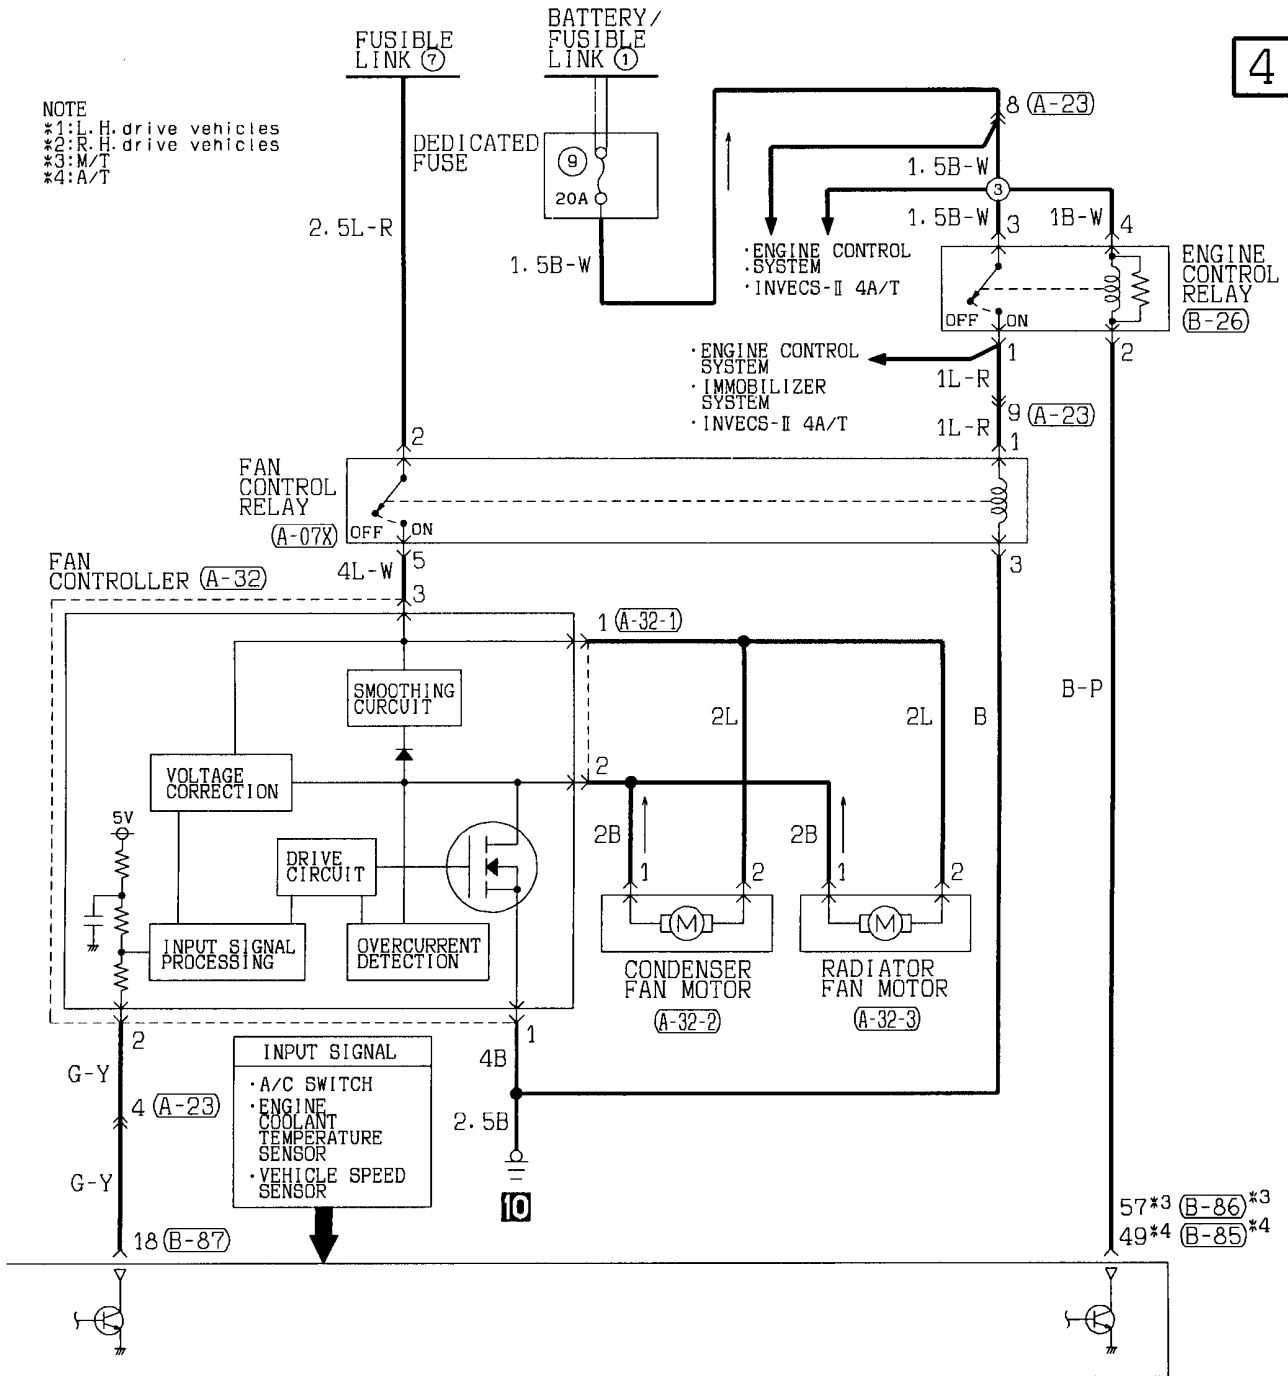 4
BATTERY/
FUSIBLE
LINK ①
FUSIBLE
LINK ⑦
NOTE
*1:L.H.drive vehicles
*2:R.H.drive vehicles
*3:M/T
*4:A/T
DEDICATED
FUSE
9
20A
8 A-23
1.5B-W
3
2.5L-R
1.5B-W
1.5B-W
3
1B-W
4
·ENGINE CONTROL
·SYSTEM
·INVECS-Ⅱ 4A/T
ENGINE
CONTROL
RELAY
B-26
OFF
ON
·ENGINE CONTROL
SYSTEM
·IMMOBILIZER
SYSTEM
·INVECS-Ⅱ 4A/T
1
2
1L-R
9 A-23
1L-R
1
2
FAN
CONTROL
RELAY
A-07X
OFF
ON
FAN
CONTROLLER A-32
5
4L-W
3
3
1 A-32-1
SMOOTHING
CURCUIT
2L
2L
B
B-P
VOLTAGE
CORRECTION
2
5V
DRIVE
CIRCUIT
2B
1
2
2B
1
2
INPUT SIGNAL
PROCESSING
OVERCURRENT
DETECTION
M
M
CONDENSER
FAN MOTOR
A-32-2
RADIATOR
FAN MOTOR
A-32-3
2
1
G-Y
4B
INPUT SIGNAL
·A/C SWITCH
·ENGINE
COOLANT
TEMPERATURE
SENSOR
·VEHICLE SPEED
SENSOR
4 A-23
2.5B
G-Y
10
18 B-87
57*3 B-86*3
49*4 B-85*4